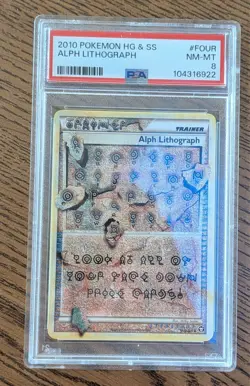 2010 POKEMON HG & SS #FOUR
ALPH LITHOGRAPH NM-MT
PSA 8
104316922
TRAINER
Alph Lithograph
LOOK AT ALL OF
YOUR FACE DOWN
PRIZE CARDS!